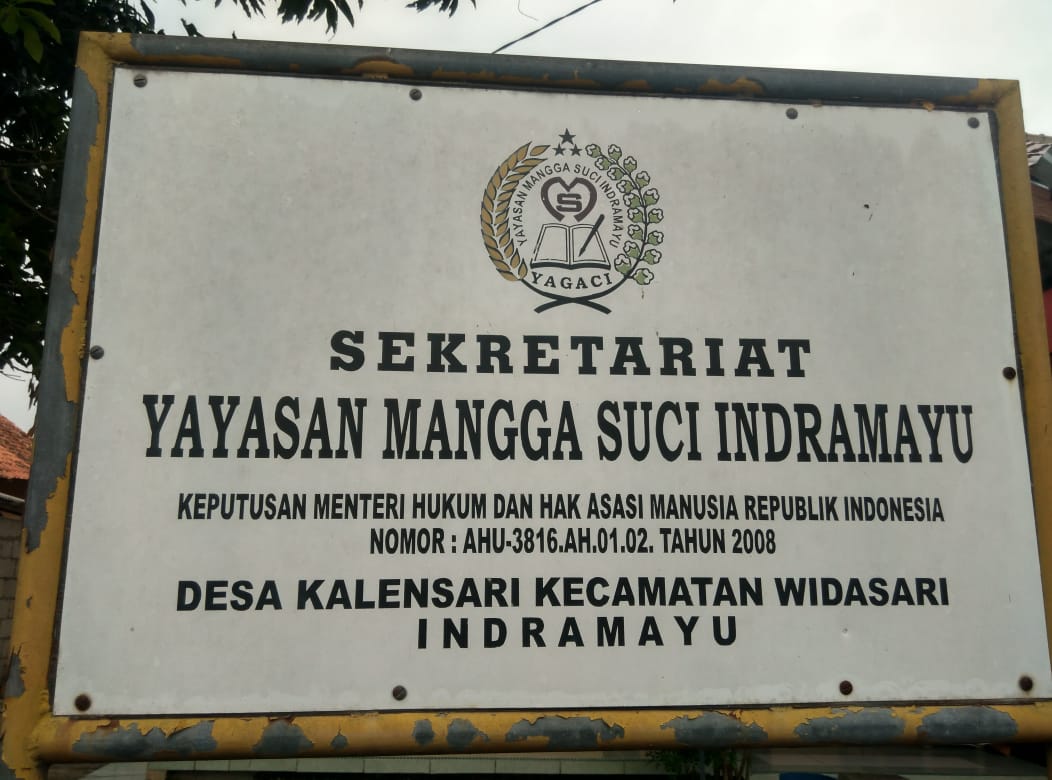 YAYASAN MANGGA SUCI INDRAMAYU
S
YAGACI
SEKRETARIAT
YAYASAN MANGGA SUCI INDRAMAYU
KEPUTUSAN MENTERI HUKUM DAN HAK ASASI MANUSIA REPUBLIK INDONESIA
NOMOR : AHU-3816.AH.01.02. TAHUN 2008
DESA KALENSARI KECAMATAN WIDASARI
INDRAMAYU